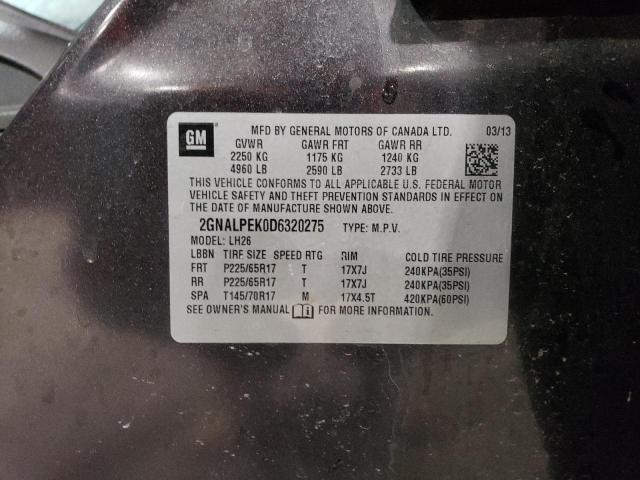 GM
MFD BY GENERAL MOTORS OF CANADA LTD. 03/13
GVWR GAWR FRT GAWR RR
2250 KG 1175 KG 1240 KG
4960 LB 2590 LB 2733 LB
THIS VEHICLE CONFORMS TO ALL APPLICABLE U.S. FEDERAL MOTOR
VEHICLE SAFETY AND THEFT PREVENTION STANDARDS IN EFFECT ON
THE DATE OF MANUFACTURE SHOWN ABOVE.
2GNALPEK0D6320275 TYPE: M.P.V.
MODEL: LH26
LBBN TIRE SIZE SPEED RTG RIM COLD TIRE PRESSURE
FRT P225/65R17 T 17X7J 240KPA(35PSI)
RR P225/65R17 T 17X7J 240KPA(35PSI)
SPA T145/70R17 M 17X4.5T 420KPA(60PSI)
SEE OWNER'S MANUAL FOR MORE INFORMATION.